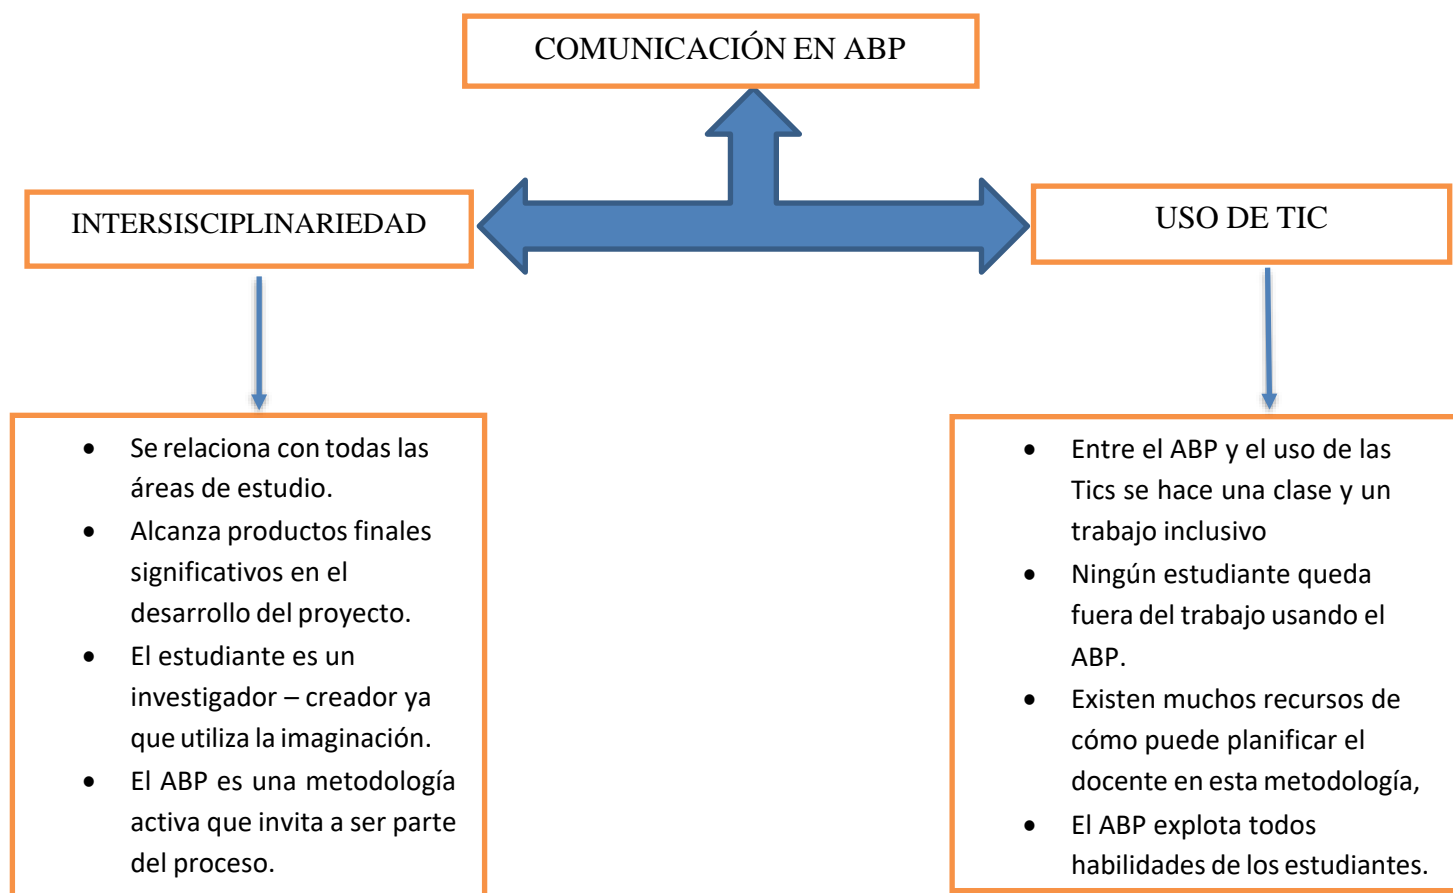 COMUNICACIÓN EN ABP
INTERSISCIPLINARIEDAD
USO DE TIC
• Se relaciona con todas las
áreas de estudio.
• Alcanza productos finales
significativos en el
desarrollo del proyecto.
• El estudiante es un
investigador – creador ya
que utiliza la imaginación.
• El ABP es una metodología
activa que invita a ser parte
del proceso.
• Entre el ABP y el uso de las
Tics se hace una clase y un
trabajo inclusivo
• Ningún estudiante queda
fuera del trabajo usando el
ABP.
• Existen muchos recursos de
cómo puede planificar el
docente en esta metodología,
• El ABP explota todos
habilidades de los estudiantes.